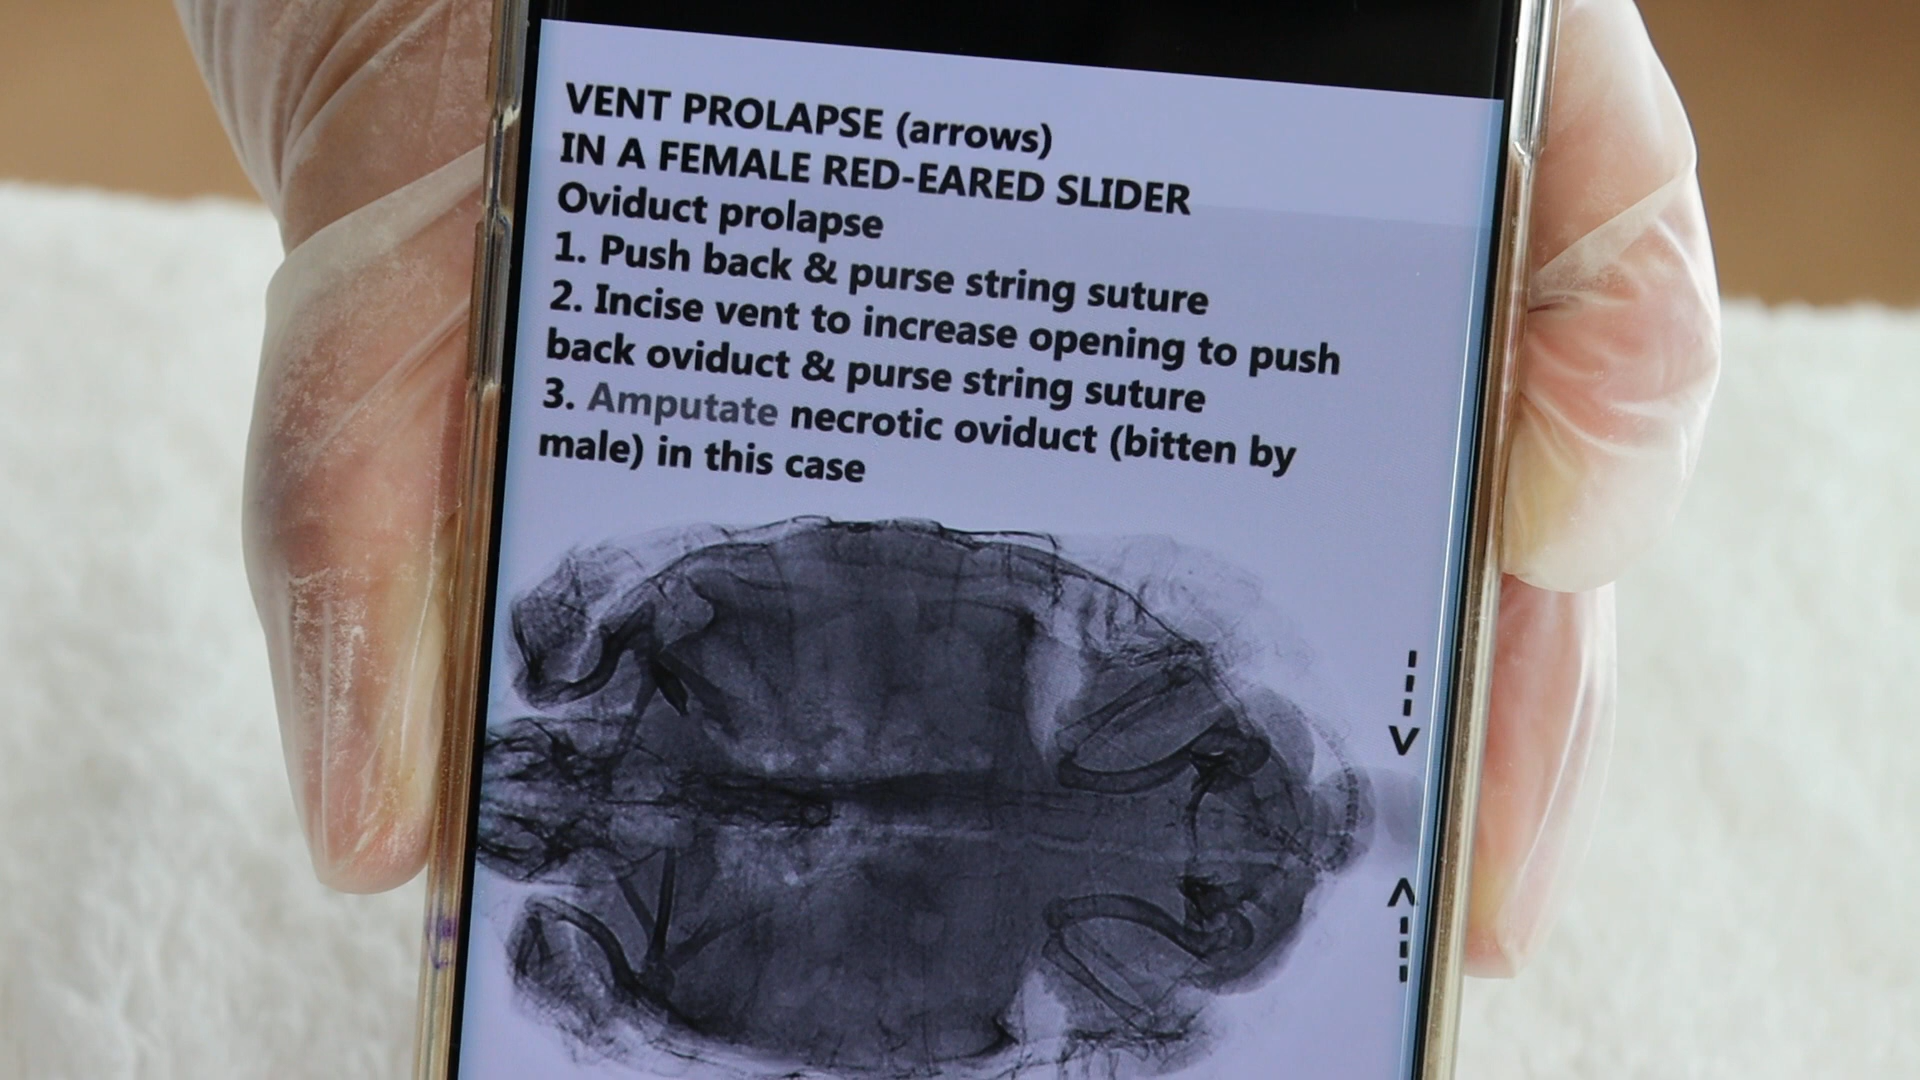 VENT PROLAPSE (arrows)
IN A FEMALE RED-EARED SLIDER
Oviduct prolapse
1. Push back & purse string suture
2. Incise vent to increase opening to push
back oviduct & purse string suture
3. Amputate necrotic oviduct (bitten by
male) in this case